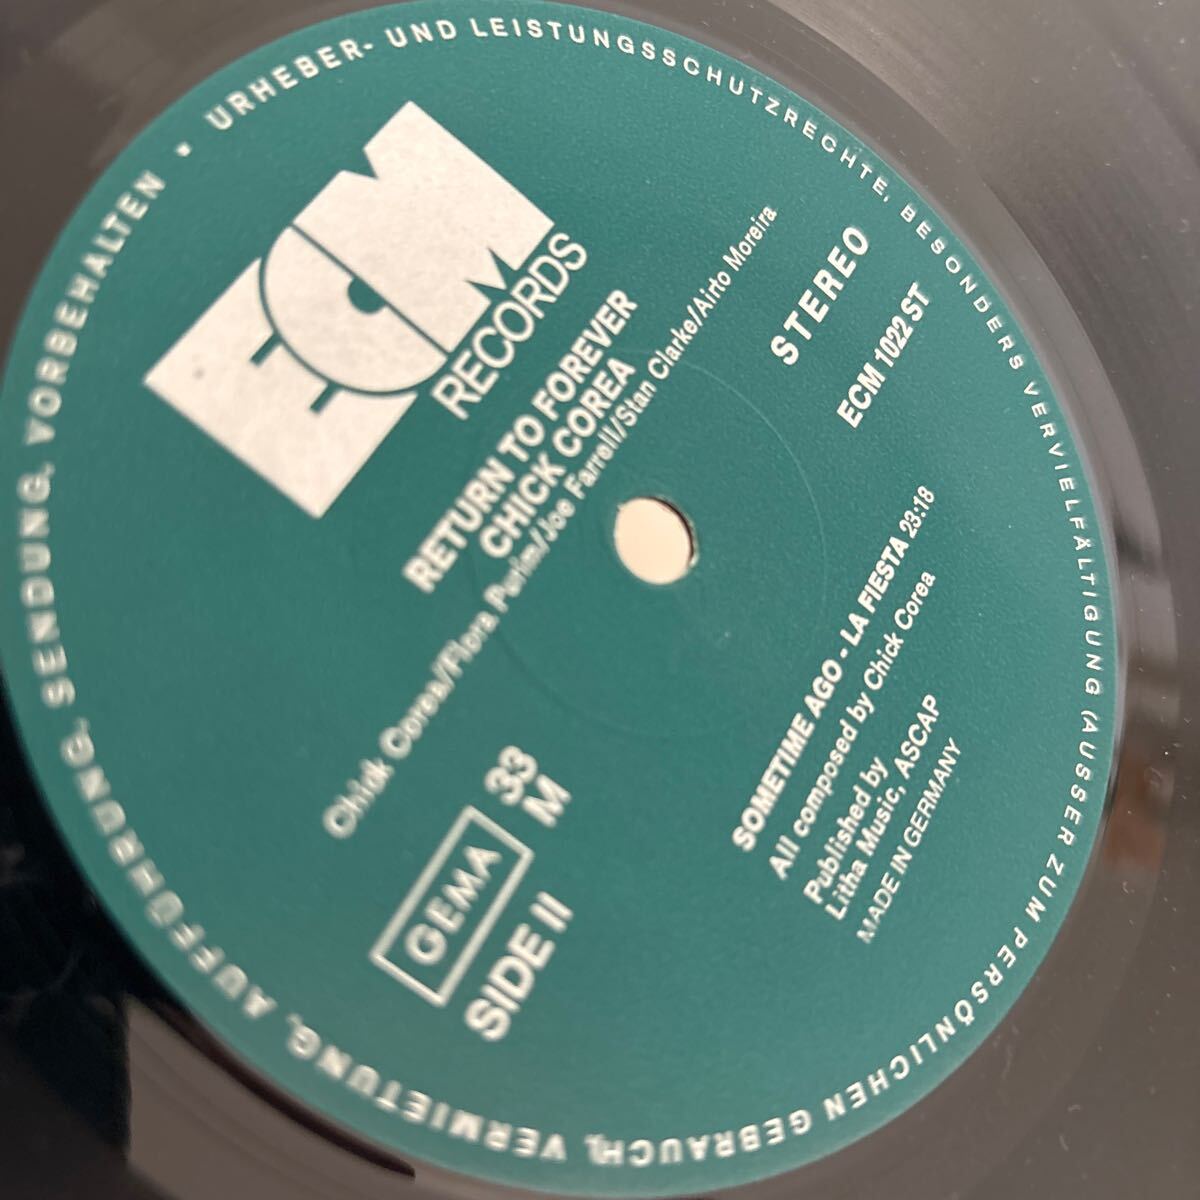 ECM
RECORDS
RETURN TO FOREVER
CHICK COREA
Chick Corea/Flora Purim/Joe Farrell/Stan Clarke/Airto Moreira
STEREO
ECM 1022 ST
33
M
GEMA
SIDE II
SOMETIME AGO - LA FIESTA 23:18
All composed by Chick Corea
Published by
Litha Music, ASCAP
MADE IN GERMANY
• URHEBER- UND LEISTUNGSSCHUTZRECHTE, BESONDERS VERVIELFÄLTIGUNG (AUSSER ZUM PERSÖNLICHEN GEBRAUCH), VERMIETUNG, AUFFÜHRUNG, SENDUNG, VORBEHALTEN